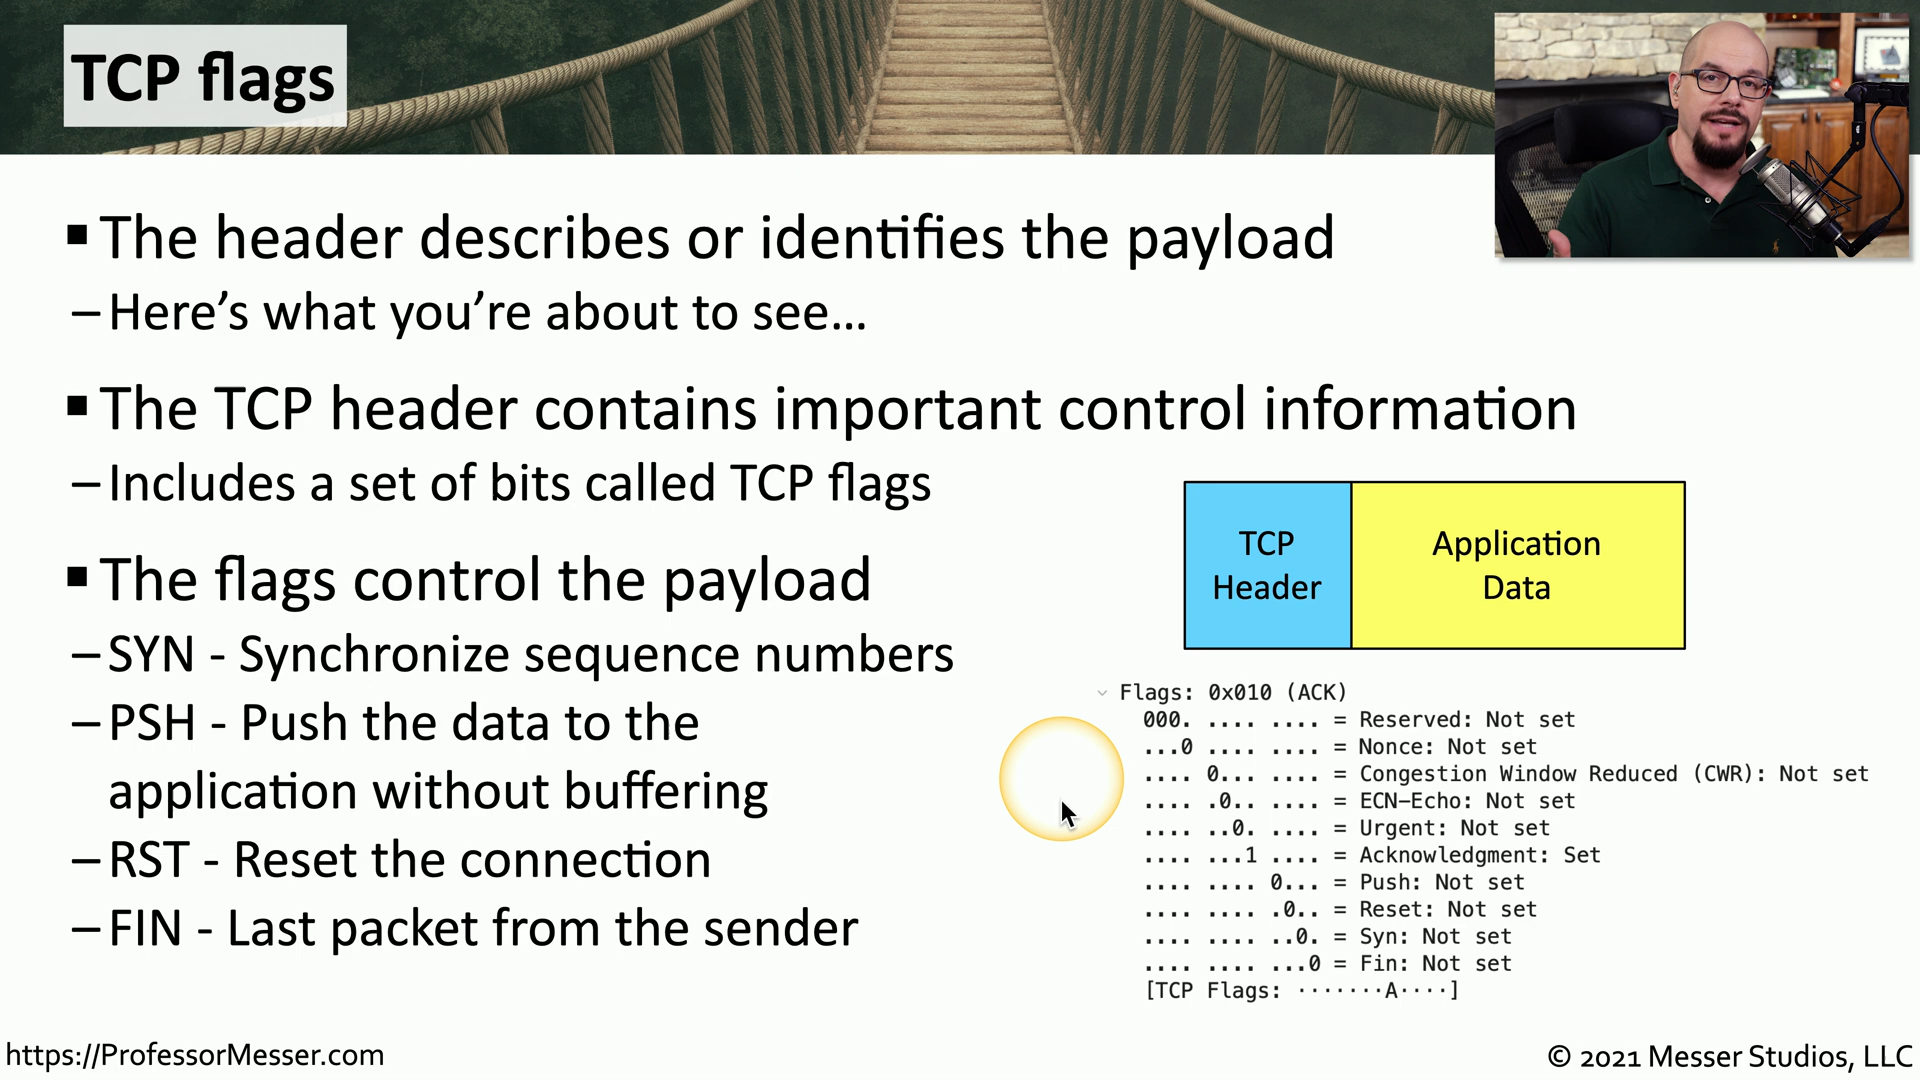 TCP flags
▪ The header describes or identifies the payload
– Here’s what you’re about to see…
▪ The TCP header contains important control information
– Includes a set of bits called TCP flags
▪ The flags control the payload
– SYN - Synchronize sequence numbers
– PSH - Push the data to the
application without buffering
– RST - Reset the connection
– FIN - Last packet from the sender
TCP
Header
Application
Data
Flags: 0x010 (ACK)
000. .... .... = Reserved: Not set
...0 .... .... = Nonce: Not set
.... 0... .... = Congestion Window Reduced (CWR): Not set
.... .0.. .... = ECN-Echo: Not set
.... ..0. .... = Urgent: Not set
.... ...1 .... = Acknowledgment: Set
.... .... 0... = Push: Not set
.... .... .0.. = Reset: Not set
.... .... ..0. = Syn: Not set
.... .... ...0 = Fin: Not set
[TCP Flags: ·······A····]
https://ProfessorMesser.com
© 2021 Messer Studios, LLC